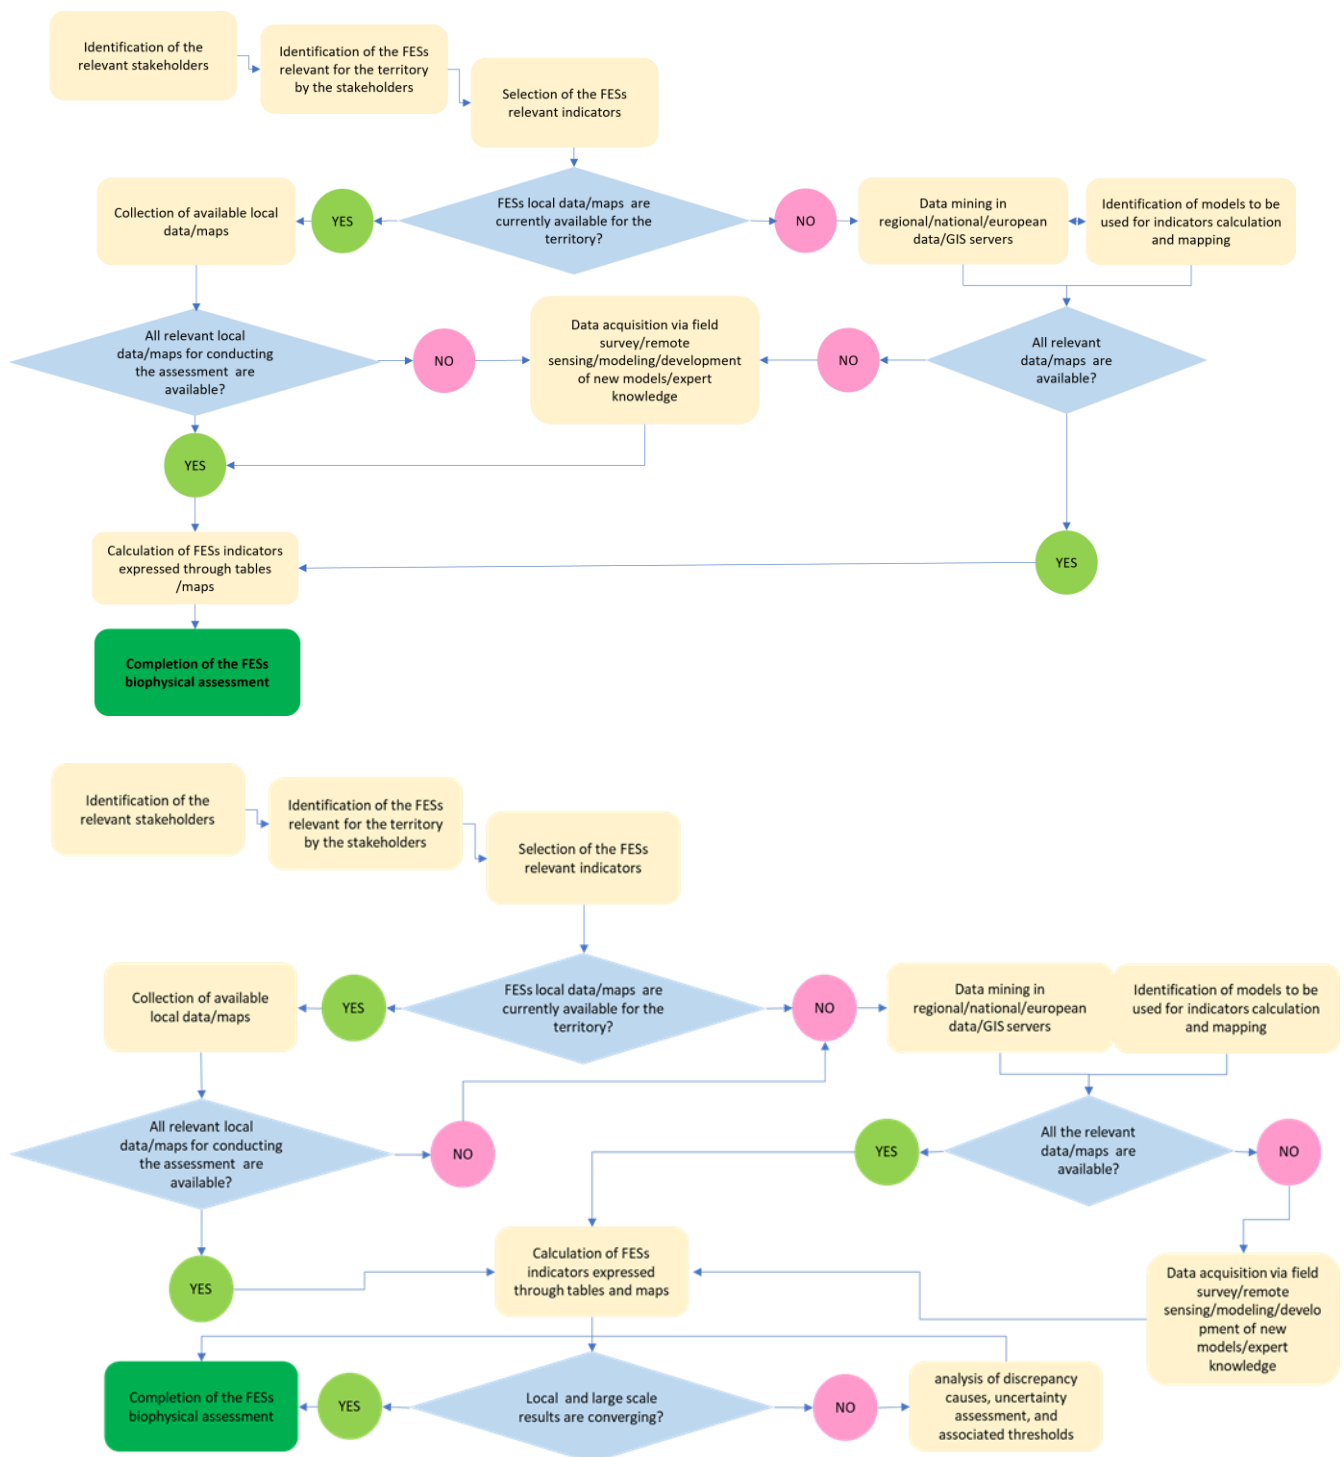 Identification of the
relevant stakeholders
Identification of the FESs
relevant for the territory
by the stakeholders
Selection of the FESs
relevant indicators
Collection of available local
data/maps
YES
FESs local data/maps are
currently available for the
territory?
NO
Data mining in
regional/national/european
data/GIS servers
Identification of models to be
used for indicators calculation
and mapping
All relevant local
data/maps for conducting
the assessment are
available?
NO
Data acquisition via field
survey/remote
sensing/modeling/development
of new models/expert
knowledge
NO
All relevant
data/maps are
available?
YES
Calculation of FESs indicators
expressed through tables
/maps
YES
Completion of the FESs
biophysical assessment
Identification of the
relevant stakeholders
Identification of the FESs
relevant for the territory
by the stakeholders
Selection of the FESs
relevant indicators
Collection of available
local data/maps
YES
FESs local data/maps are
currently available for the
territory?
NO
Data mining in
regional/national/european
data/GIS servers
Identification of models to be
used for indicators calculation
and mapping
All relevant local
data/maps for conducting
the assessment are
available?
NO
YES
All the relevant
data/maps are
available?
NO
YES
Calculation of FESs
indicators expressed
through tables and maps
Data acquisition via field
survey/remote
sensing/modeling/develo
pment of new
models/expert
knowledge
Completion of the FESs
biophysical assessment
YES
Local and large scale
results are converging?
NO
analysis of discrepancy
causes, uncertainty
assessment, and
associated thresholds